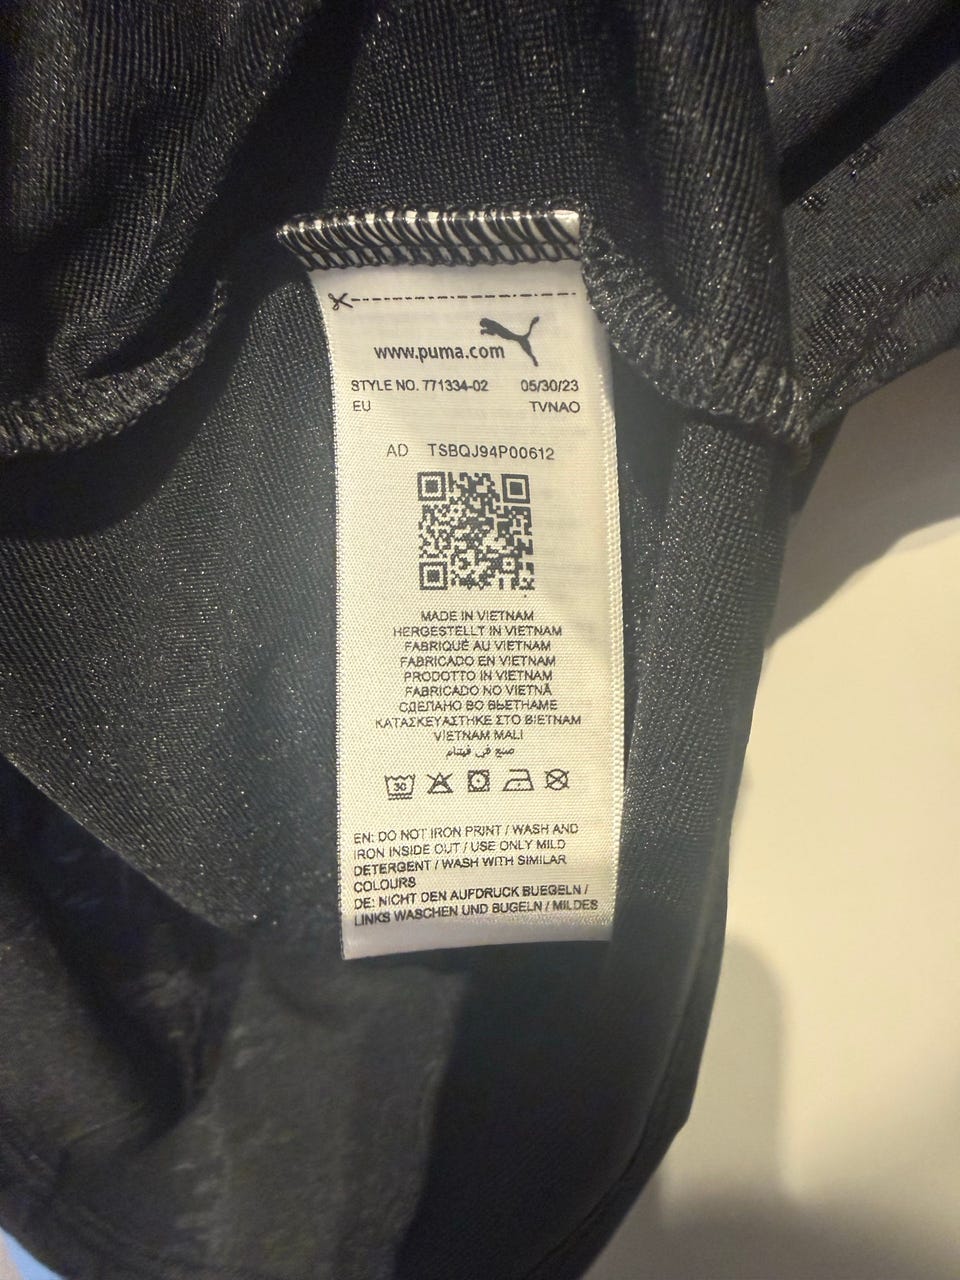 www.puma.com
STYLE NO. 771334-02 05/30/23
EU TVNAO
AD TSBQJ94P00612
MADE IN VIETNAM
HERGESTELLT IN VIETNAM
FABRIQUÉ AU VIETNAM
FABRICADO EN VIETNAM
PRODOTTO IN VIETNAM
FABRICADO NO VIETNÃ
СДЕЛАНО ВО ВЬЕТНАМЕ
ΚΑΤΑΣΚΕΥΑΣΤΗΚΕ ΣΤΟ ΒΙΕΤΝΑΜ
VİETNAM MALI
صنع في فيتنام
30
EN: DO NOT IRON PRINT / WASH AND
IRON INSIDE OUT / USE ONLY MILD
DETERGENT / WASH WITH SIMILAR
COLOURS
DE: NICHT DEN AUFDRUCK BUEGELN /
LINKS WASCHEN UND BUGELN / MILDES